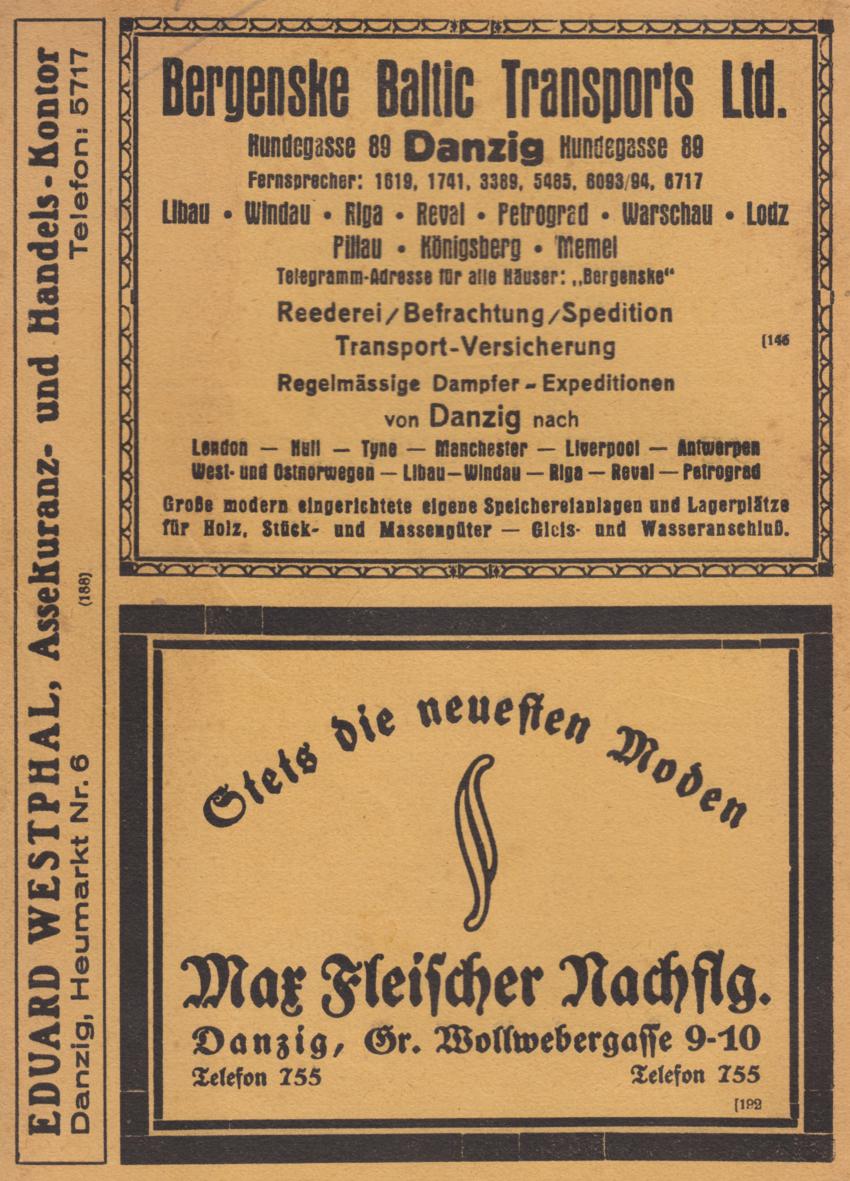 EDUARD WESTPHAL, Assekuranz- und Handels-Kontor
Danzig, Heumarkt Nr. 6 (188) Telefon: 5717
Bergenske Baltic Transports Ltd.
Hundegasse 89 Danzig Hundegasse 89
Fernsprecher: 1619, 1741, 3389, 5485, 6093/94, 6717
Libau • Windau • Riga • Reval • Petrograd • Warschau • Lodz
Pillau • Königsberg • Memel
Telegramm-Adresse für alle Häuser: „Bergenske“
Reederei/Befrachtung/Spedition
Transport-Versicherung [146
Regelmässige Dampfer-Expeditionen
von Danzig nach
London — Hull — Tyne — Manchester — Liverpool — Antwerpen
West- und Ostnorwegen — Libau—Windau — Riga — Reval — Petrograd
Große modern eingerichtete eigene Speichereianlagen und Lagerplätze
für Holz, Stück- und Massengüter — Gleis- und Wasseranschluß.
Stets die neuesten Moden
Max Fleischer Nachflg.
Danzig, Gr. Wollwebergasse 9-10
Telefon 755 Telefon 755
[192